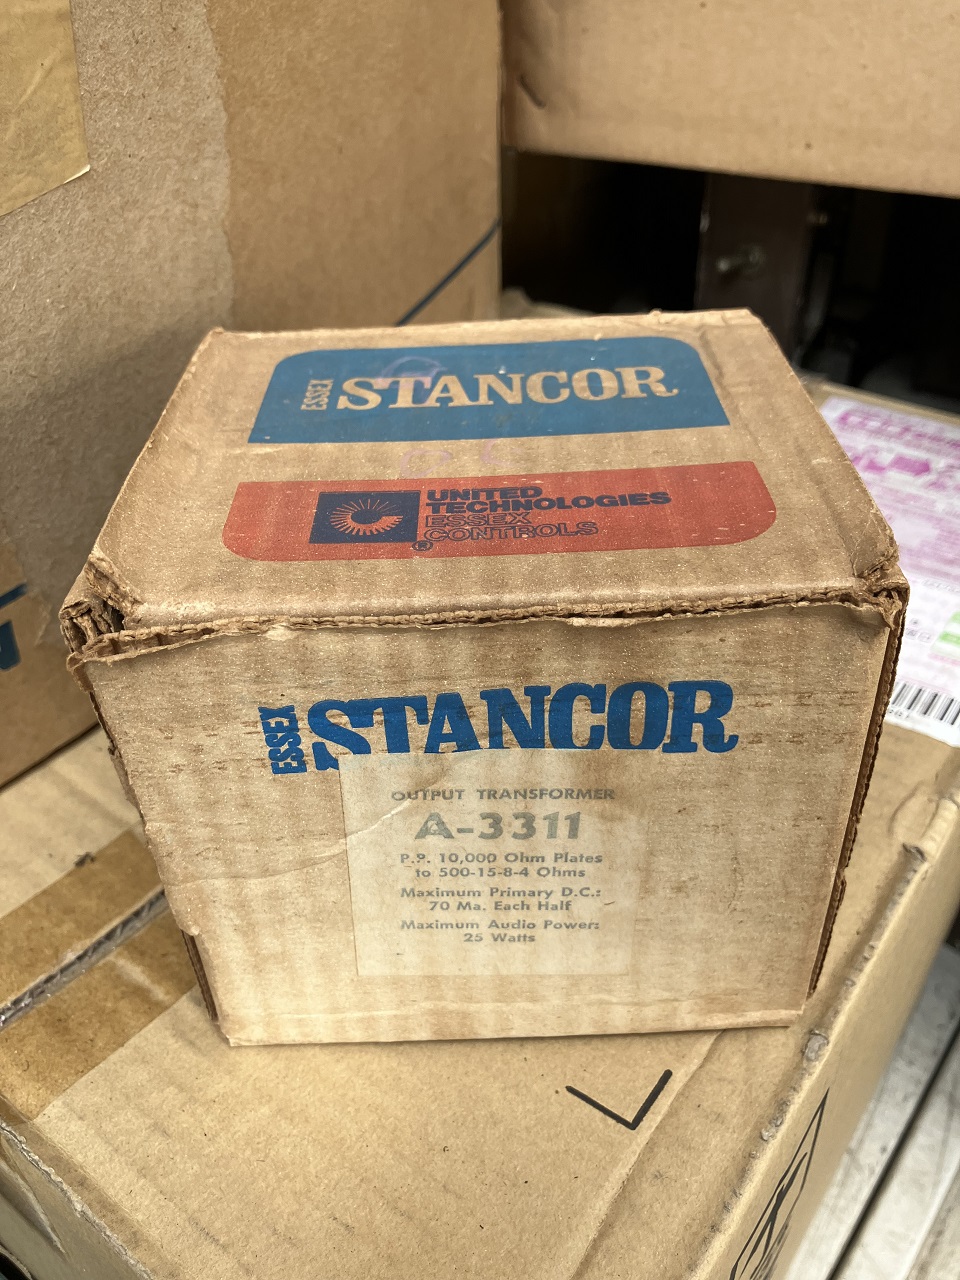 ESSEX STANCOR
UNITED
TECHNOLOGIES
ESSEX
CONTROLS
®
ESSEX STANCOR
OUTPUT TRANSFORMER
A-3311
P.P. 10,000 Ohm Plates
to 500-15-8-4 Ohms
Maximum Primary D.C.:
70 Ma. Each Half
Maximum Audio Power:
25 Watts